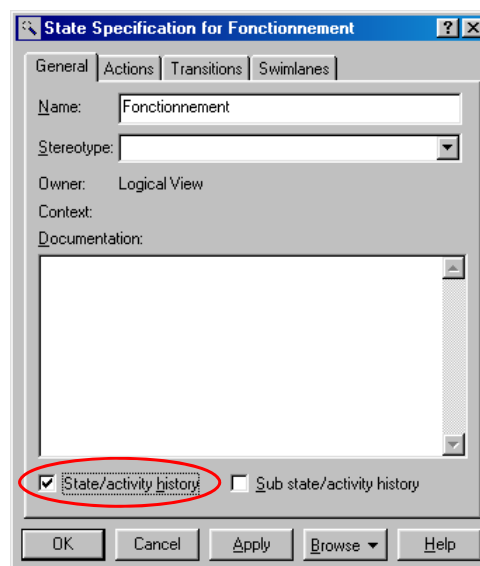 State Specification for Fonctionnement
General Actions Transitions Swimlanes
Name: Fonctionnement
Stereotype:
Owner: Logical View
Context:
Documentation:
State/activity history Sub state/activity history
OK Cancel Apply Browse Help